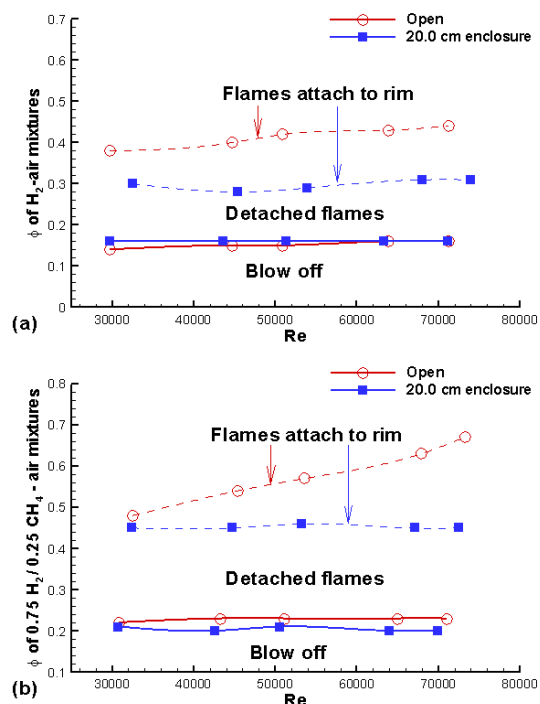 (a)
Open
20.0 cm enclosure
0.7
0.6
0.5
0.4
0.3
0.2
0.1
0
ϕ of H₂-air mixtures
Flames attach to rim
Detached flames
Blow off
30000 40000 50000 60000 70000 80000
Re
(b)
Open
20.0 cm enclosure
0.8
0.7
0.6
0.5
0.4
0.3
0.2
0.1
ϕ of 0.75 H₂/ 0.25 CH₄ - air mixtures
Flames attach to rim
Detached flames
Blow off
30000 40000 50000 60000 70000 80000
Re